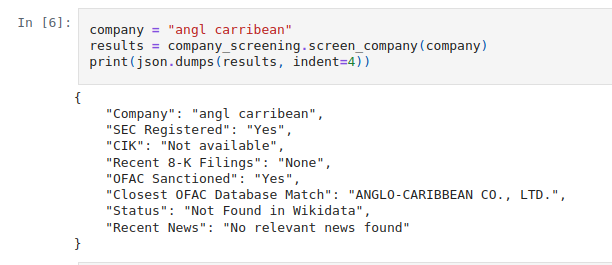 In [6]:
company = "angl carribean"
results = company_screening.screen_company(company)
print(json.dumps(results, indent=4))
{
    "Company": "angl carribean",
    "SEC Registered": "Yes",
    "CIK": "Not available",
    "Recent 8-K Filings": "None",
    "OFAC Sanctioned": "Yes",
    "Closest OFAC Database Match": "ANGLO-CARIBBEAN CO., LTD.",
    "Status": "Not Found in Wikidata",
    "Recent News": "No relevant news found"
}